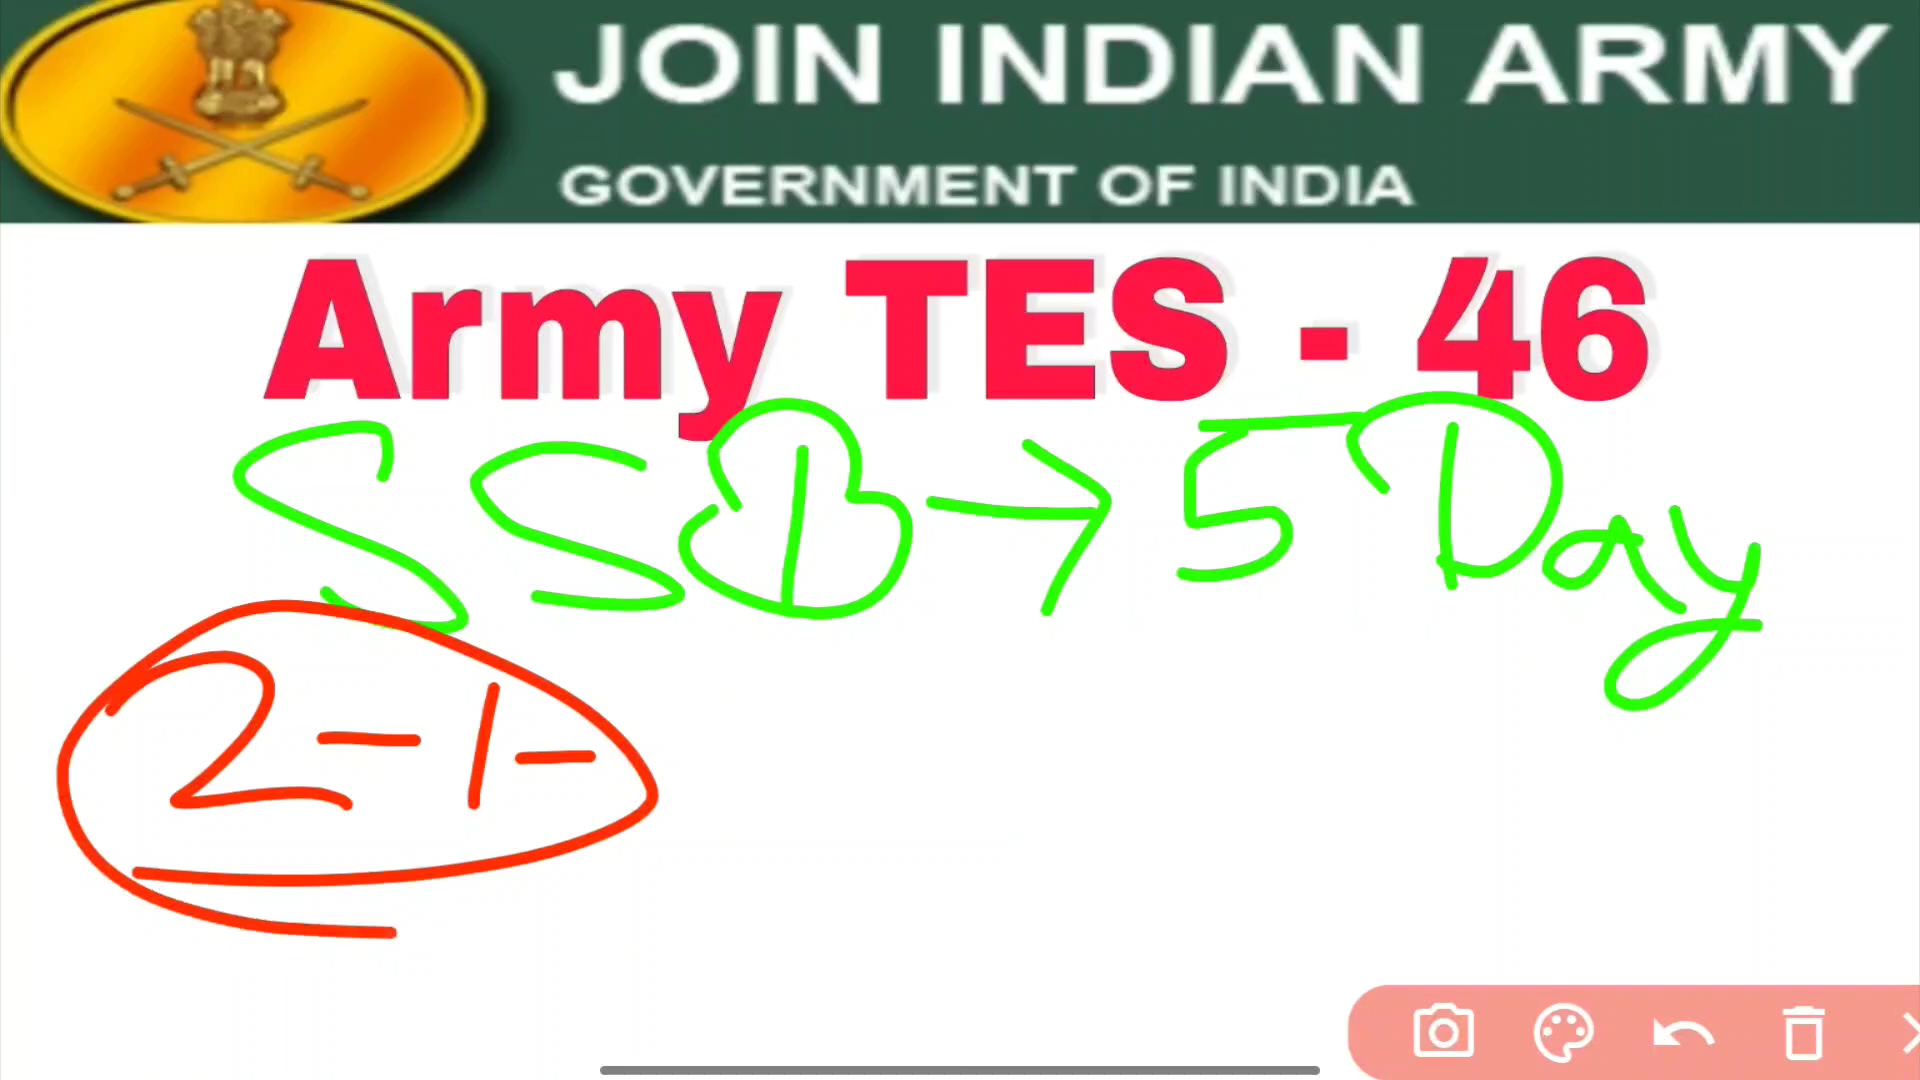 JOIN INDIAN ARMY
GOVERNMENT OF INDIA
Army TES - 46
SSB → 5 Day
2-1-